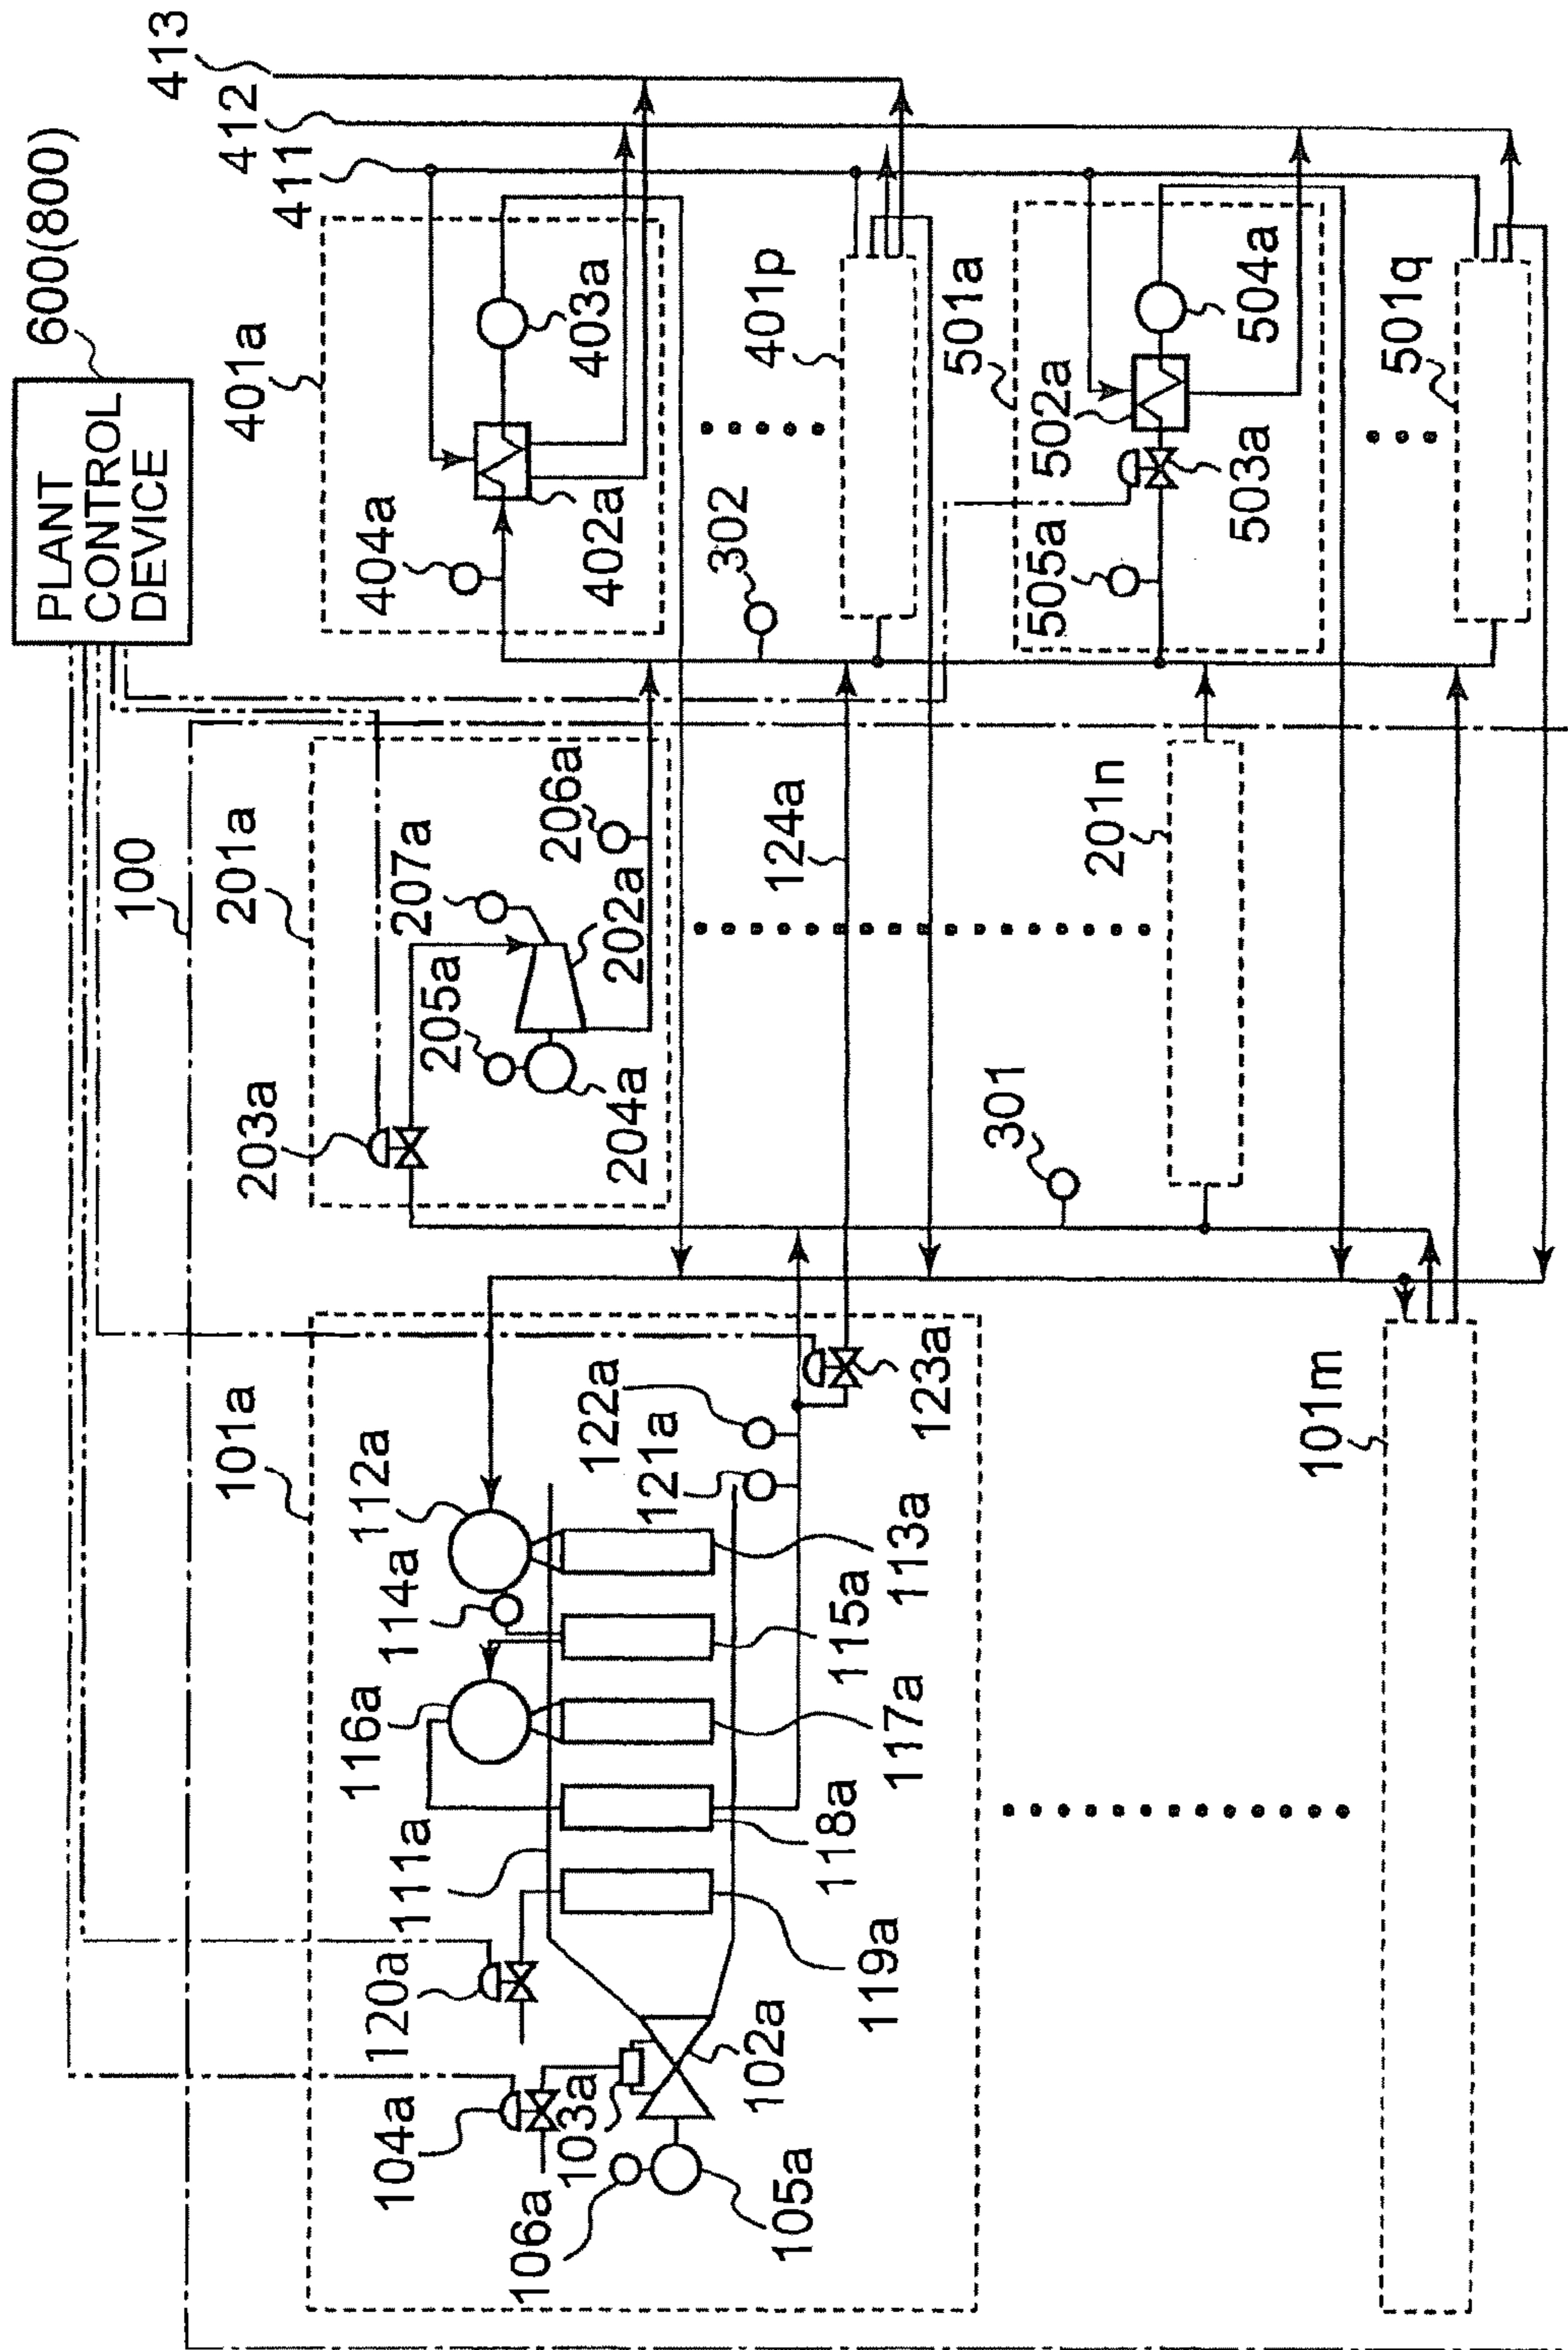 PLANT
CONTROL
DEVICE
600(800)
413
412
411
401a
404a
402a
403a
302
401p
501a
505a
502a
503a
504a
501q
100
201a
203a
205a
207a
206a
204a
202a
124a
301
201n
101a
104a
120a
111a
116a
114a
112a
106a
103a
105a
102a
119a
118a
117a
115a
113a
121a
122a
123a
101m